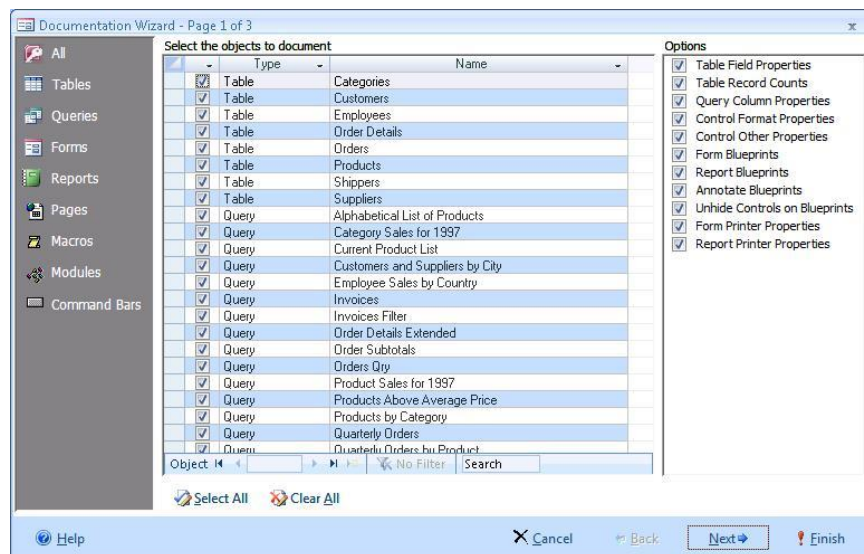 Documentation Wizard - Page 1 of 3
x
All
Tables
Queries
Forms
Reports
Pages
Macros
Modules
Command Bars
Select the objects to document
Type Name
Table Categories
Table Customers
Table Employees
Table Order Details
Table Orders
Table Products
Table Shippers
Table Suppliers
Query Alphabetical List of Products
Query Category Sales for 1997
Query Current Product List
Query Customers and Suppliers by City
Query Employee Sales by Country
Query Invoices
Query Invoices Filter
Query Order Details Extended
Query Order Subtotals
Query Orders Qry
Query Product Sales for 1997
Query Products Above Average Price
Query Products by Category
Query Quarterly Orders
Query Quarterly Orders by Product
Object No Filter Search
Select All Clear All
Options
Table Field Properties
Table Record Counts
Query Column Properties
Control Format Properties
Control Other Properties
Form Blueprints
Report Blueprints
Annotate Blueprints
Unhide Controls on Blueprints
Form Printer Properties
Report Printer Properties
Help Cancel Back Next Finish